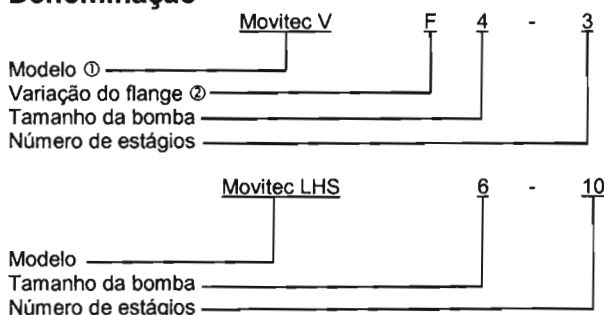 Denominação
Movitec V F 4 - 3
Modelo ①
Variação do flange ②
Tamanho da bomba
Número de estágios
Movitec LHS 6 - 10
Modelo
Tamanho da bomba
Número de estágios